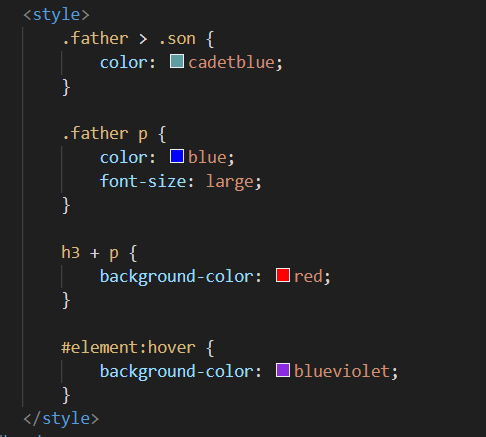 <style>
.father > .son {
color: cadetblue;
}
.father p {
color: blue;
font-size: large;
}
h3 + p {
background-color: red;
}
#element:hover {
background-color: blueviolet;
}
</style>